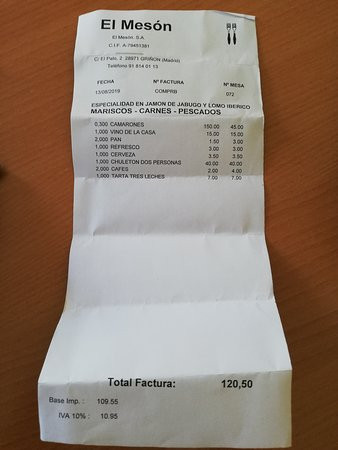 El Mesón
El Mesón. S.A
C.I.F. A-79451381
C/ El Pato, 2 28971 GRIÑON (Madrid)
Teléfono 91 814 01 13
FECHA Nº FACTURA Nº MESA
13/08/2019 COMPRB 072
ESPECIALIDAD EN JAMON DE JABUGO Y LOMO IBERICO
MARISCOS - CARNES - PESCADOS
0,300 CAMARONES 150.00 45.00
1,000 VINO DE LA CASA 15.00 15.00
2,000 PAN 1.50 3.00
1,000 REFRESCO 3.00 3.00
1,000 CERVEZA 3.50 3.50
1,000 CHULETON DOS PERSONAS 40.00 40.00
2,000 CAFES 2.00 4.00
1,000 TARTA TRES LECHES 7.00 7.00
Total Factura: 120,50
Base Imp. : 109.55
IVA 10% : 10.95